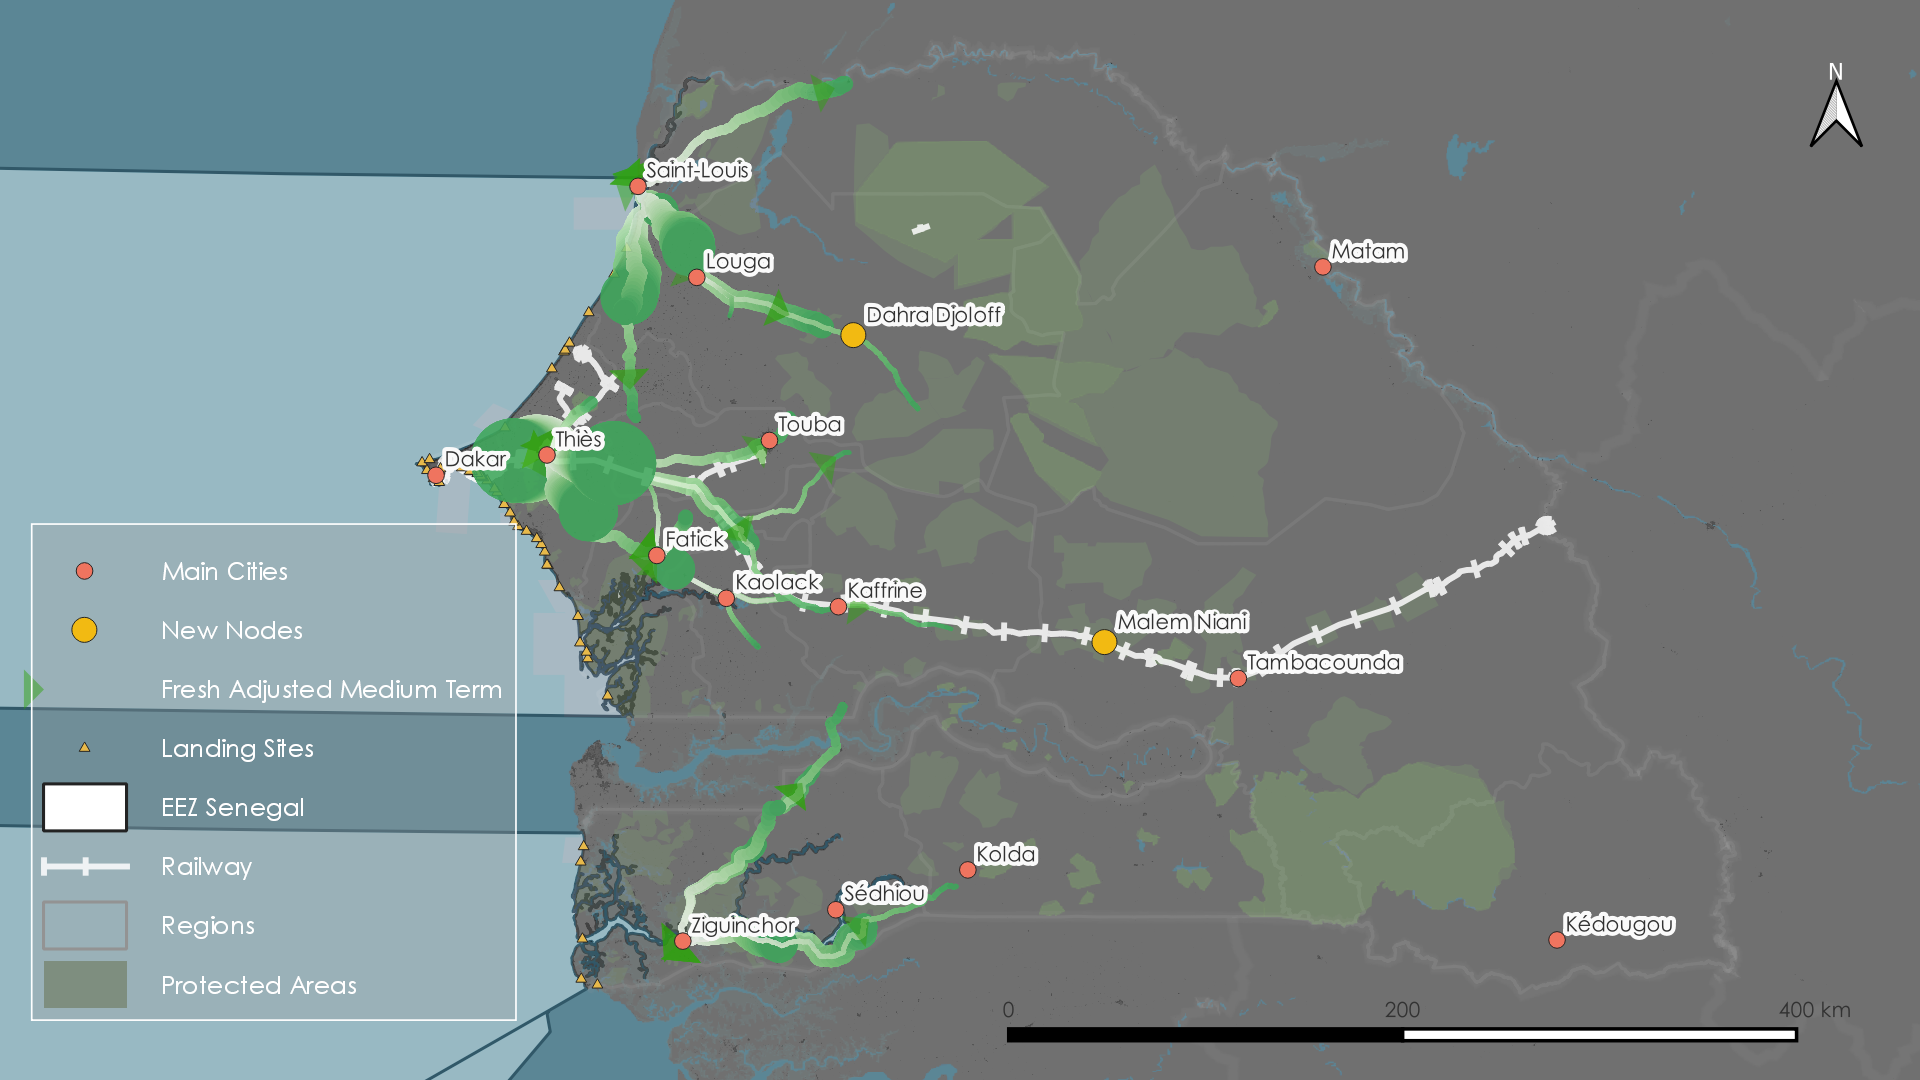 N
Saint-Louis
Matam
Louga
Dahra Djoloff
Touba
Thiès
Dakar
Fatick
Kaolack
Kaffrine
Malem Niani
Tambacounda
Kolda
Sédhiou
Ziguinchor
Kédougou
Main Cities
New Nodes
Fresh Adjusted Medium Term
Landing Sites
EEZ Senegal
Railway
Regions
Protected Areas
0 200 400 km